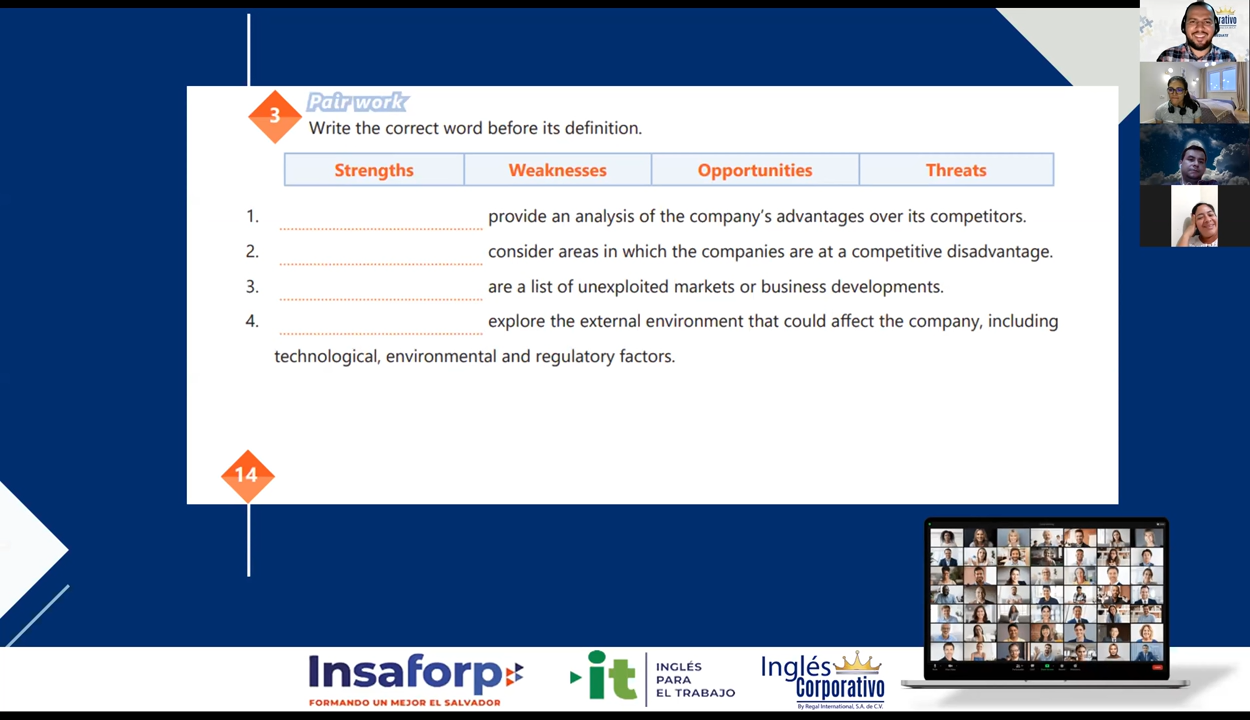 3
Pair work
Write the correct word before its definition.
Strengths Weaknesses Opportunities Threats
1. provide an analysis of the company's advantages over its competitors.
2. consider areas in which the companies are at a competitive disadvantage.
3. are a list of unexploited markets or business developments.
4. explore the external environment that could affect the company, including
technological, environmental and regulatory factors.
14
Insaforp
FORMANDO UN MEJOR EL SALVADOR
it
INGLÉS
PARA
EL TRABAJO
Inglés
Corporativo
By Regal International, S.A. de C.V.